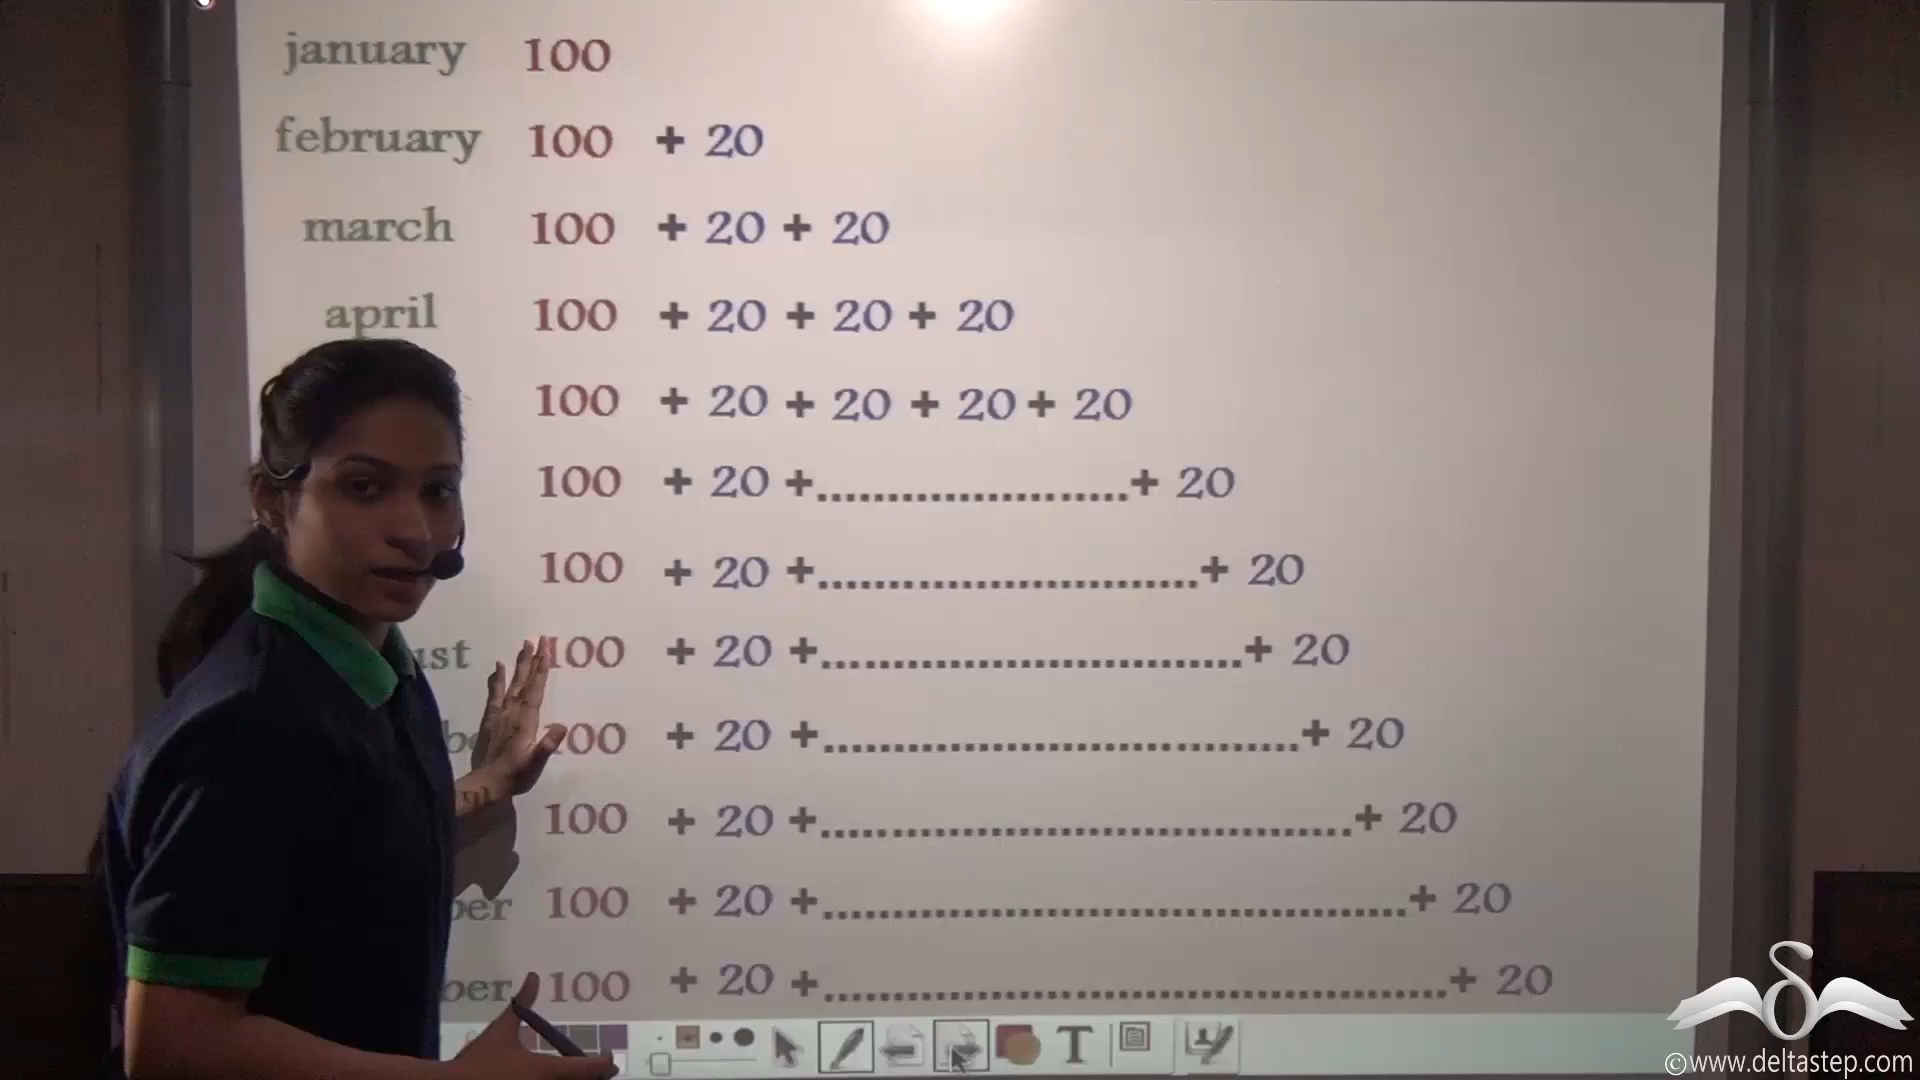 january 100
february 100 + 20
march 100 + 20 + 20
april 100 + 20 + 20 + 20
100 + 20 + 20 + 20 + 20
100 + 20 +......................+ 20
100 + 20 +...........................+ 20
ust 100 + 20 +..............................+ 20
be 100 + 20 +..................................+ 20
100 + 20 +......................................+ 20
ber 100 + 20 +..........................................+ 20
ber 100 + 20 +.............................................+ 20
T
©www.deltastep.com